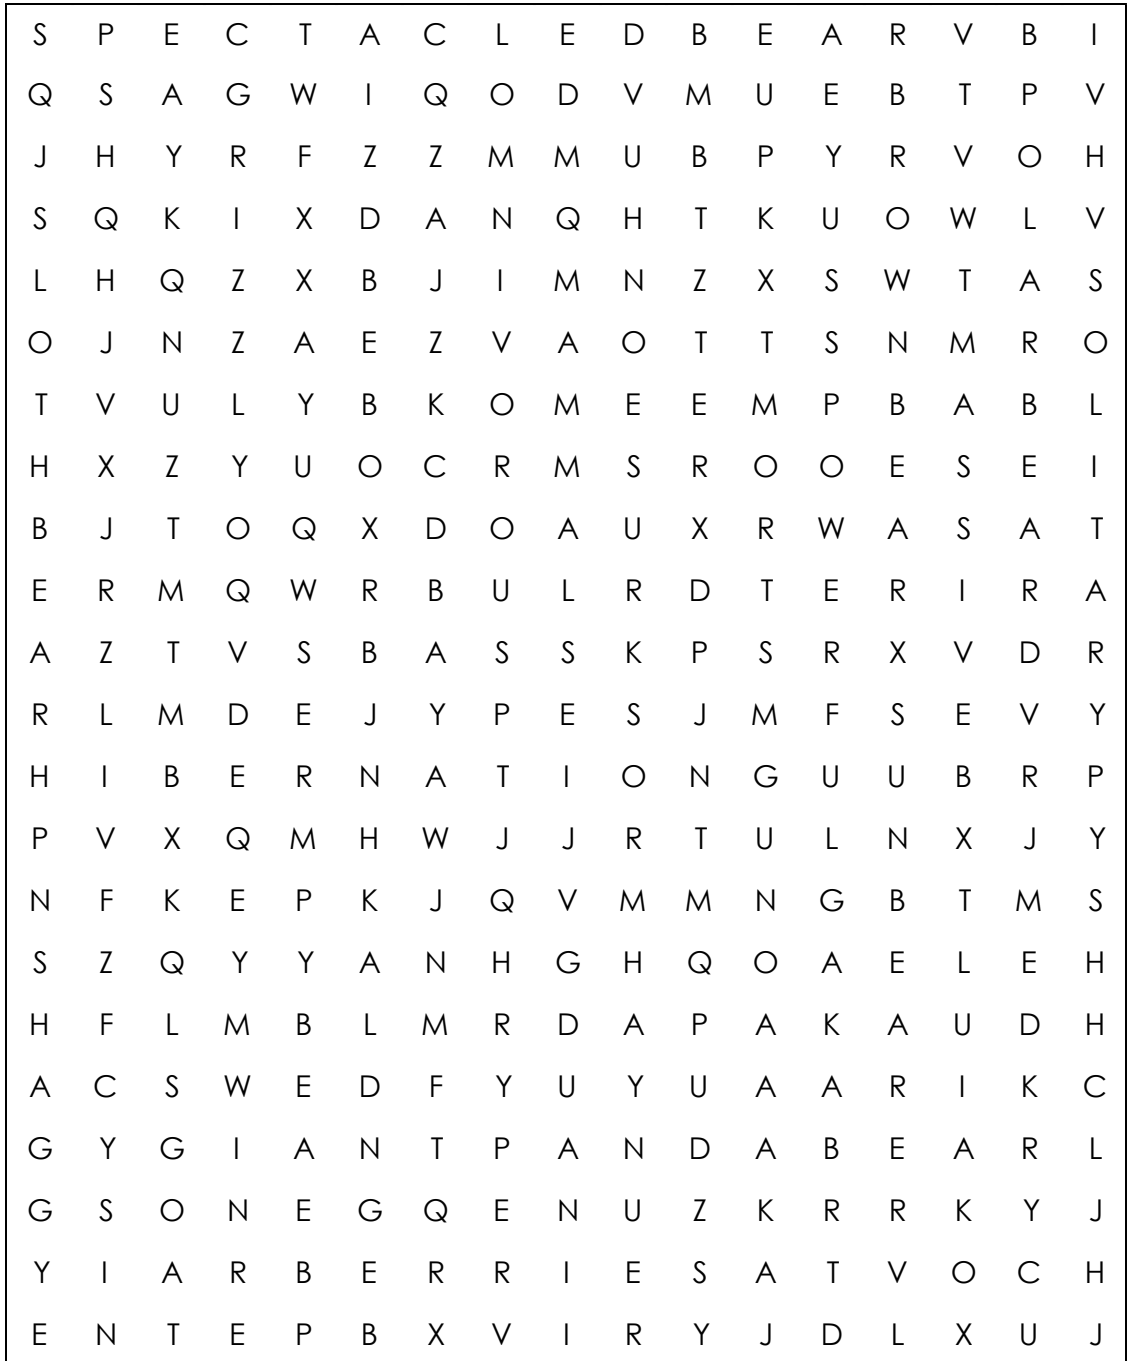 S P E C T A C L E D B E A R V B I
Q S A G W I Q O D V M U E B T P V
J H Y R F Z Z M M U B P Y R V O H
S Q K I X D A N Q H T K U O W L V
L H Q Z X B J I M N Z X S W T A S
O J N Z A E Z V A O T T S N M R O
T V U L Y B K O M E E M P B A B L
H X Z Y U O C R M S R O O E S E I
B J T O Q X D O A U X R W A S A T
E R M Q W R B U L R D T E R I R A
A Z T V S B A S S K P S R X V D R
R L M D E J Y P E S J M F S E V Y
H I B E R N A T I O N G U U B R P
P V X Q M H W J J R T U L N X J Y
N F K E P K J Q V M M N G B T M S
S Z Q Y Y A N H G H Q O A E L E H
H F L M B L M R D A P A K A U D H
A C S W E D F Y U Y U A A R I K C
G Y G I A N T P A N D A B E A R L
G S O N E G Q E N U Z K R R K Y J
Y I A R B E R R I E S A T V O C H
E N T E P B X V I R Y J D L X U J